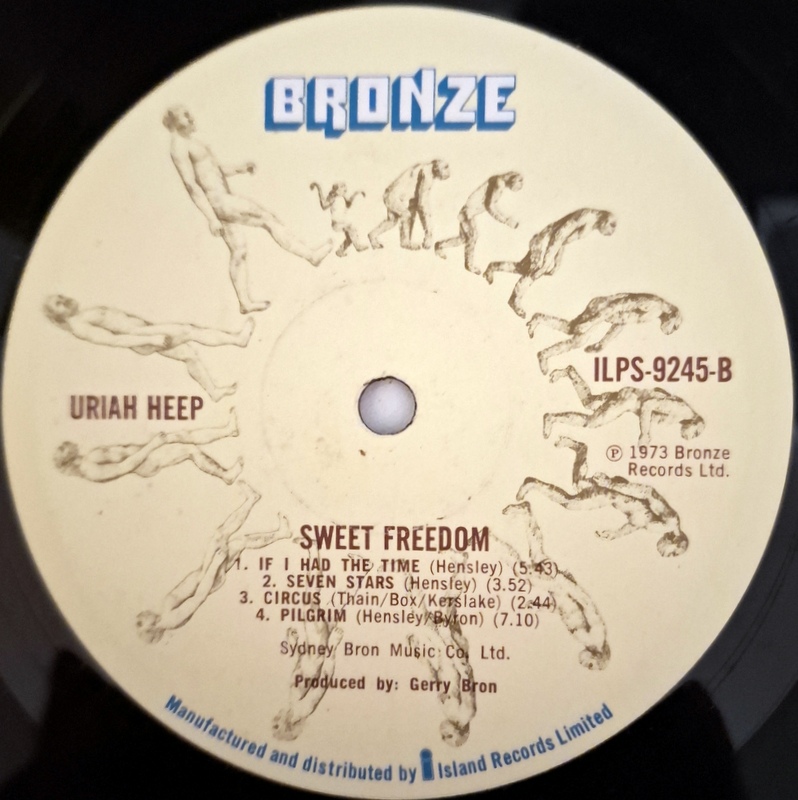 BRONZE
ILPS-9245-B
URIAH HEEP
℗ 1973 Bronze
Records Ltd.
SWEET FREEDOM
1. IF I HAD THE TIME (Hensley) (5.43)
2. SEVEN STARS (Hensley) (3.52)
3. CIRCUS (Thain/Box/Kerslake) (2.44)
4. PILGRIM (Hensley/Byron) (7.10)
Sydney Bron Music Co. Ltd.
Produced by: Gerry Bron
Manufactured and distributed by i Island Records Limited